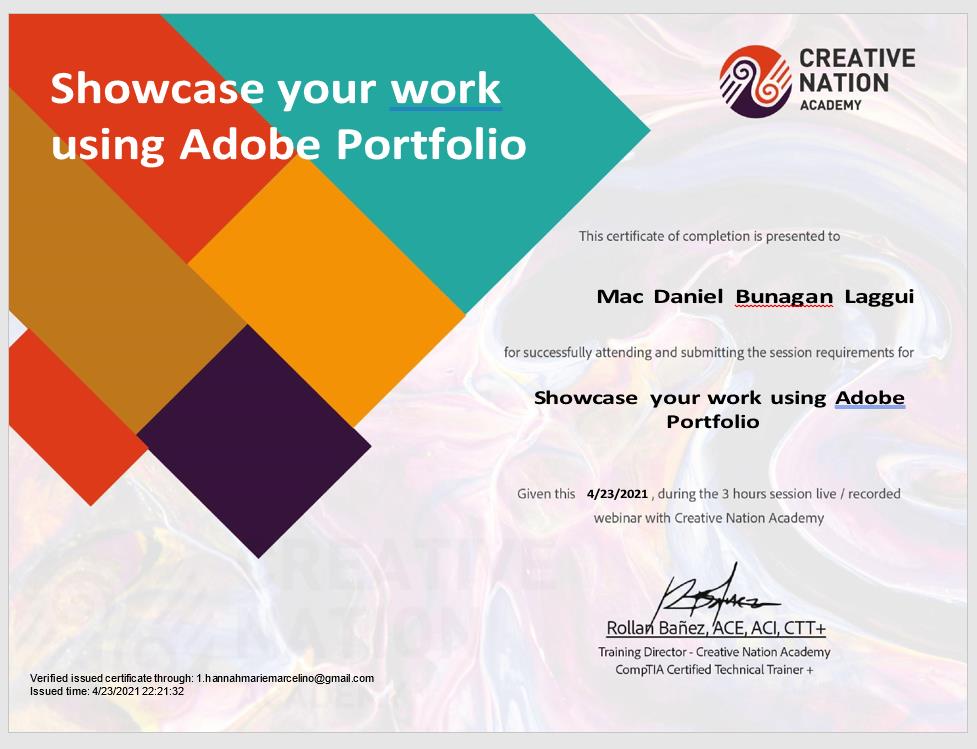 Showcase your work
using Adobe Portfolio
CREATIVE
NATION
ACADEMY
This certificate of completion is presented to
Mac Daniel Bunagan Laggui
for successfully attending and submitting the session requirements for
Showcase your work using Adobe
Portfolio
Given this 4/23/2021 , during the 3 hours session live / recorded
webinar with Creative Nation Academy
CREATIVE
NATION
ACADEMY
Rollan Bañez, ACE, ACI, CTT+
Training Director - Creative Nation Academy
CompTIA Certified Technical Trainer +
Verified issued certificate through: 1.hannahmariemarcelino@gmail.com
Issued time: 4/23/2021 22:21:32